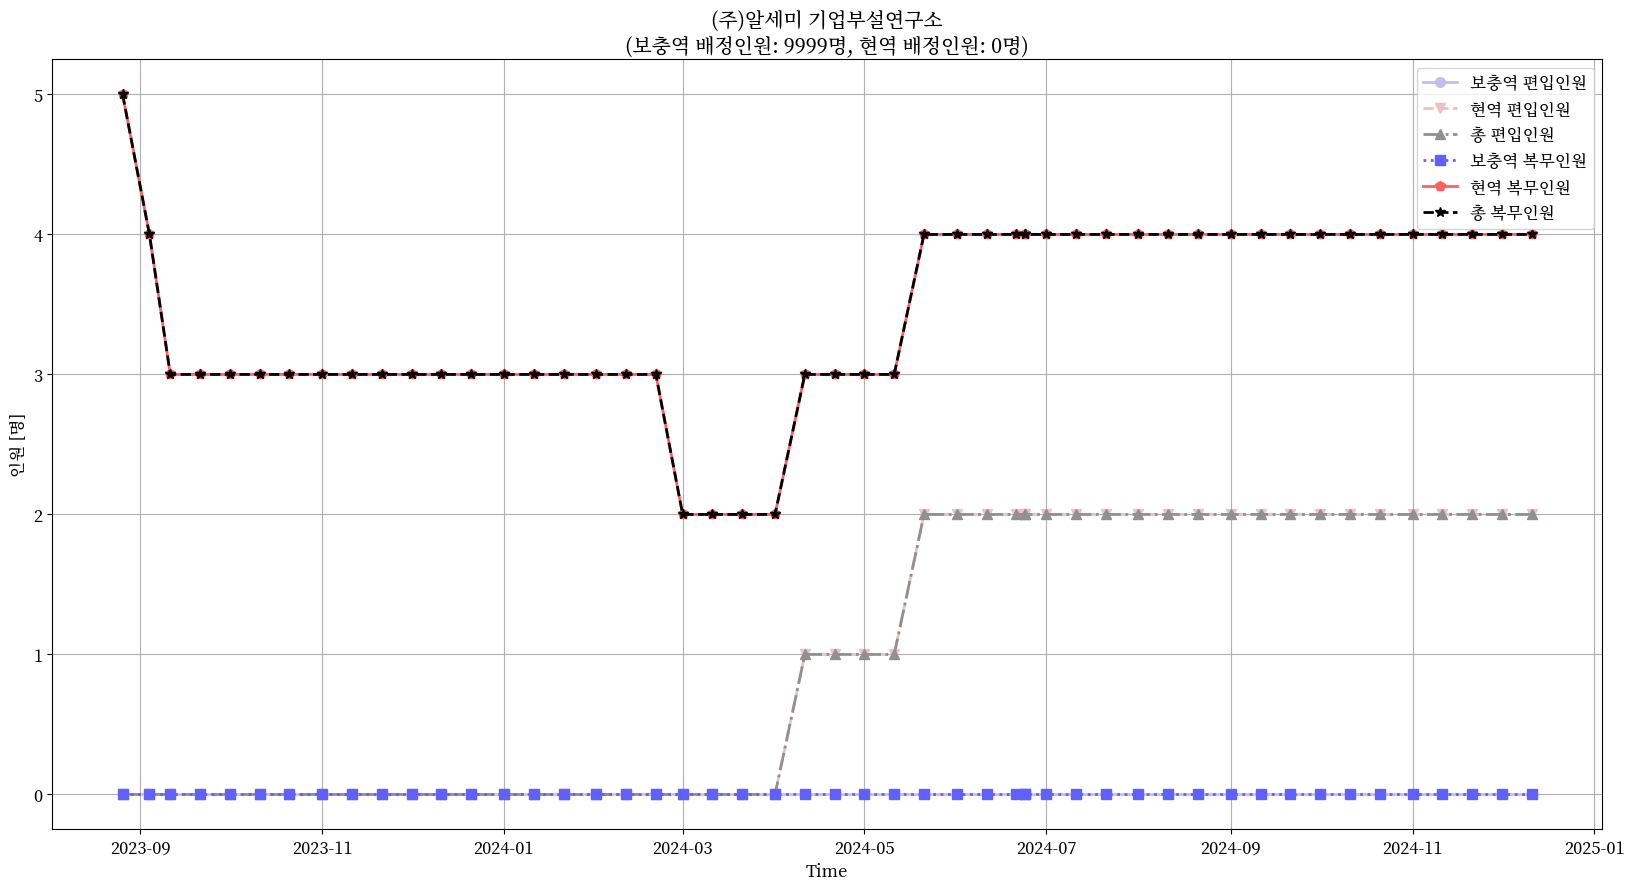 (주)알세미 기업부설연구소
(보충역 배정인원: 9999명, 현역 배정인원: 0명)
보충역 편입인원
현역 편입인원
총 편입인원
보충역 복무인원
현역 복무인원
총 복무인원
인원 [명]
5
4
3
2
1
0
2023-09
2023-11
2024-01
2024-03
2024-05
2024-07
2024-09
2024-11
2025-01
Time